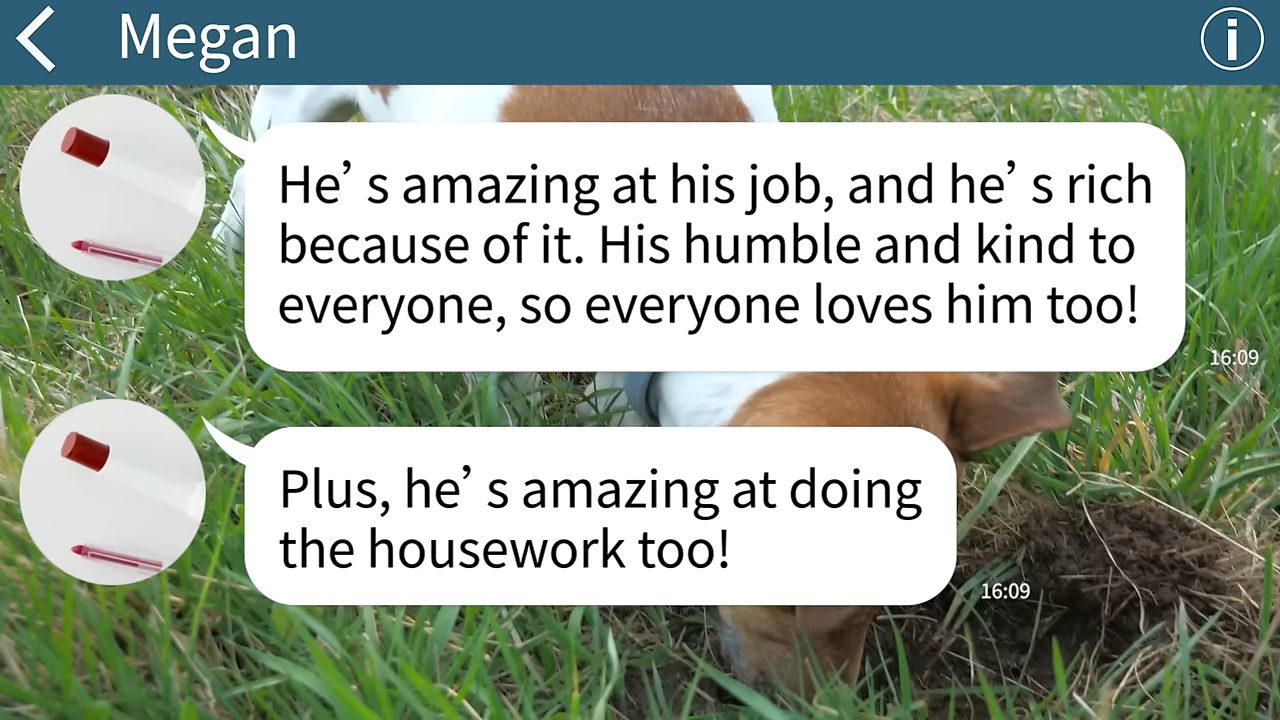 Megan
He’s amazing at his job, and he’s rich
because of it. His humble and kind to
everyone, so everyone loves him too!
16:09
Plus, he’s amazing at doing
the housework too!
16:09